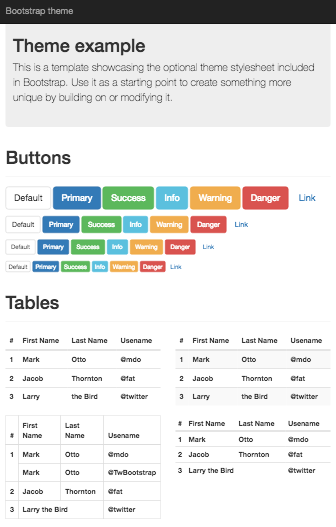 Bootstrap theme
Theme example
This is a template showcasing the optional theme stylesheet included
in Bootstrap. Use it as a starting point to create something more
unique by building on or modifying it.
Buttons
Default Primary Success Info Warning Danger Link
Default Primary Success Info Warning Danger Link
Default Primary Success Info Warning Danger Link
Default Primary Success Info Warning Danger Link
Tables
# First Name Last Name Usename
1 Mark Otto @mdo
2 Jacob Thornton @fat
3 Larry the Bird @twitter
# First Name Last Name Usename
1 Mark Otto @mdo
2 Jacob Thornton @fat
3 Larry the Bird @twitter
First Last
# Name Name Usename
1 Mark Otto @mdo
Mark Otto @TwBootstrap
2 Jacob Thornton @fat
3 Larry the Bird @twitter
# First Name Last Name Usename
1 Mark Otto @mdo
2 Jacob Thornton @fat
3 Larry the Bird @twitter